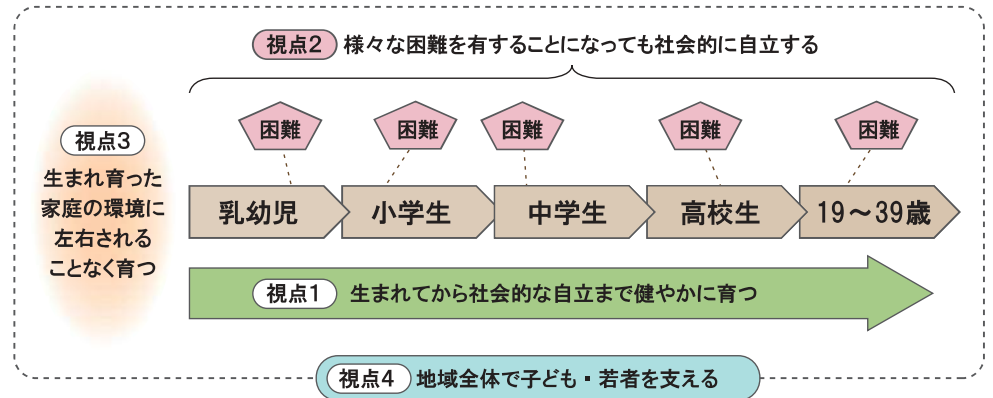 視点2 様々な困難を有することになっても社会的に自立する
視点3
生まれ育った
家庭の環境に
左右される
ことなく育つ
困難
困難
困難
困難
困難
乳幼児
小学生
中学生
高校生
19～39歳
視点1 生まれてから社会的な自立まで健やかに育つ
視点4 地域全体で子ども・若者を支える